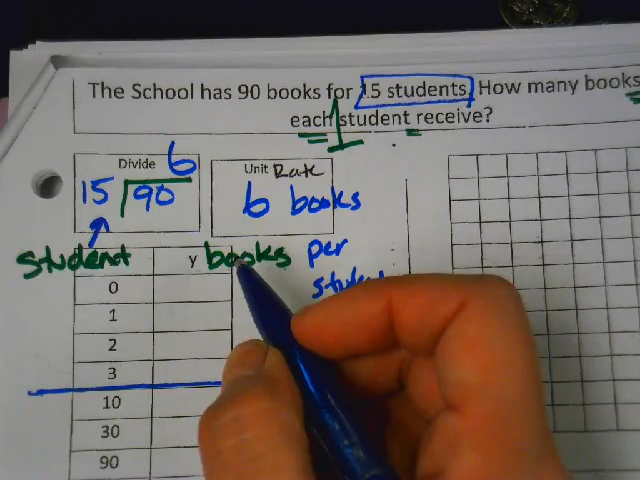 The School has 90 books for 15 students. How many books
each student receive?
1
Divide 6
15 90
Unit Rate
6 books
per
student
student y books
0
1
2
3
10
30
90